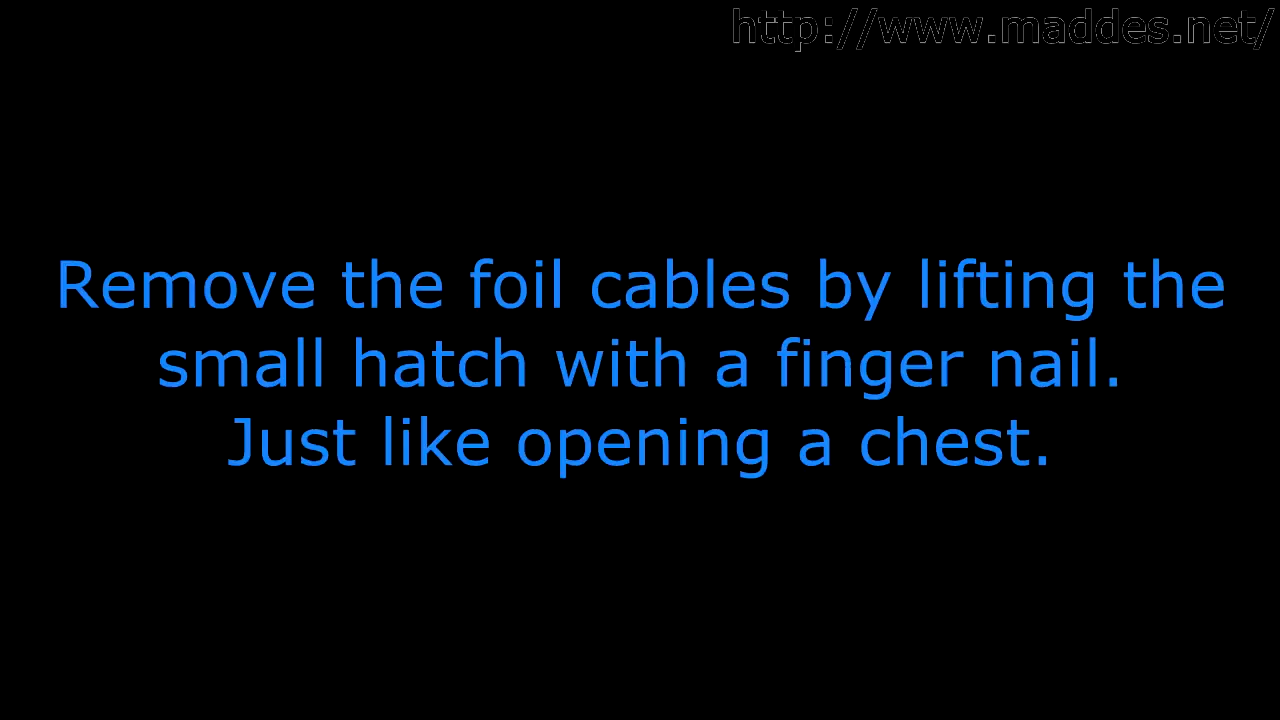 http://www.maddes.net/
Remove the foil cables by lifting the
small hatch with a finger nail.
Just like opening a chest.